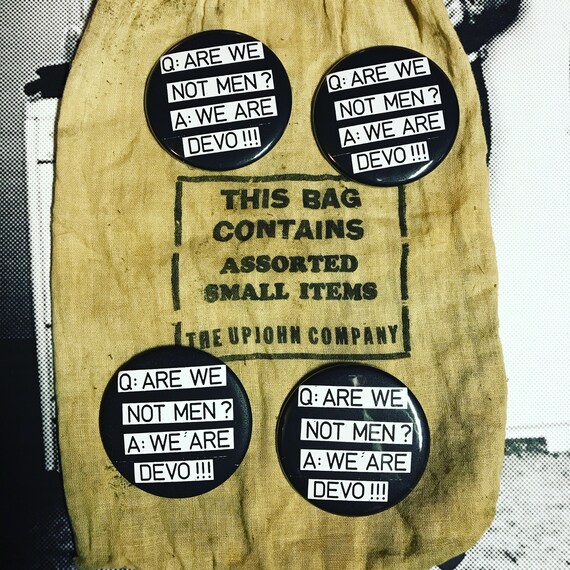 Q: ARE WE
NOT MEN?
A: WE ARE
DEVO!!!
Q: ARE WE
NOT MEN?
A: WE ARE
DEVO!!!
THIS BAG
CONTAINS
ASSORTED
SMALL ITEMS
THE UPJOHN COMPANY
Q: ARE WE
NOT MEN?
A: WE ARE
DEVO!!!
Q: ARE WE
NOT MEN?
A: WE ARE
DEVO!!!